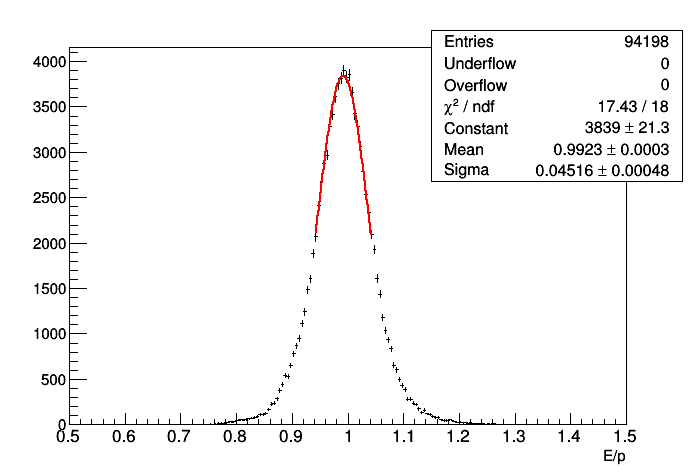 Entries 94198
Underflow 0
Overflow 0
χ² / ndf 17.43 / 18
Constant 3839 ± 21.3
Mean 0.9923 ± 0.0003
Sigma 0.04516 ± 0.00048
4000
3500
3000
2500
2000
1500
1000
500
0
0.5 0.6 0.7 0.8 0.9 1 1.1 1.2 1.3 1.4 1.5
E/p